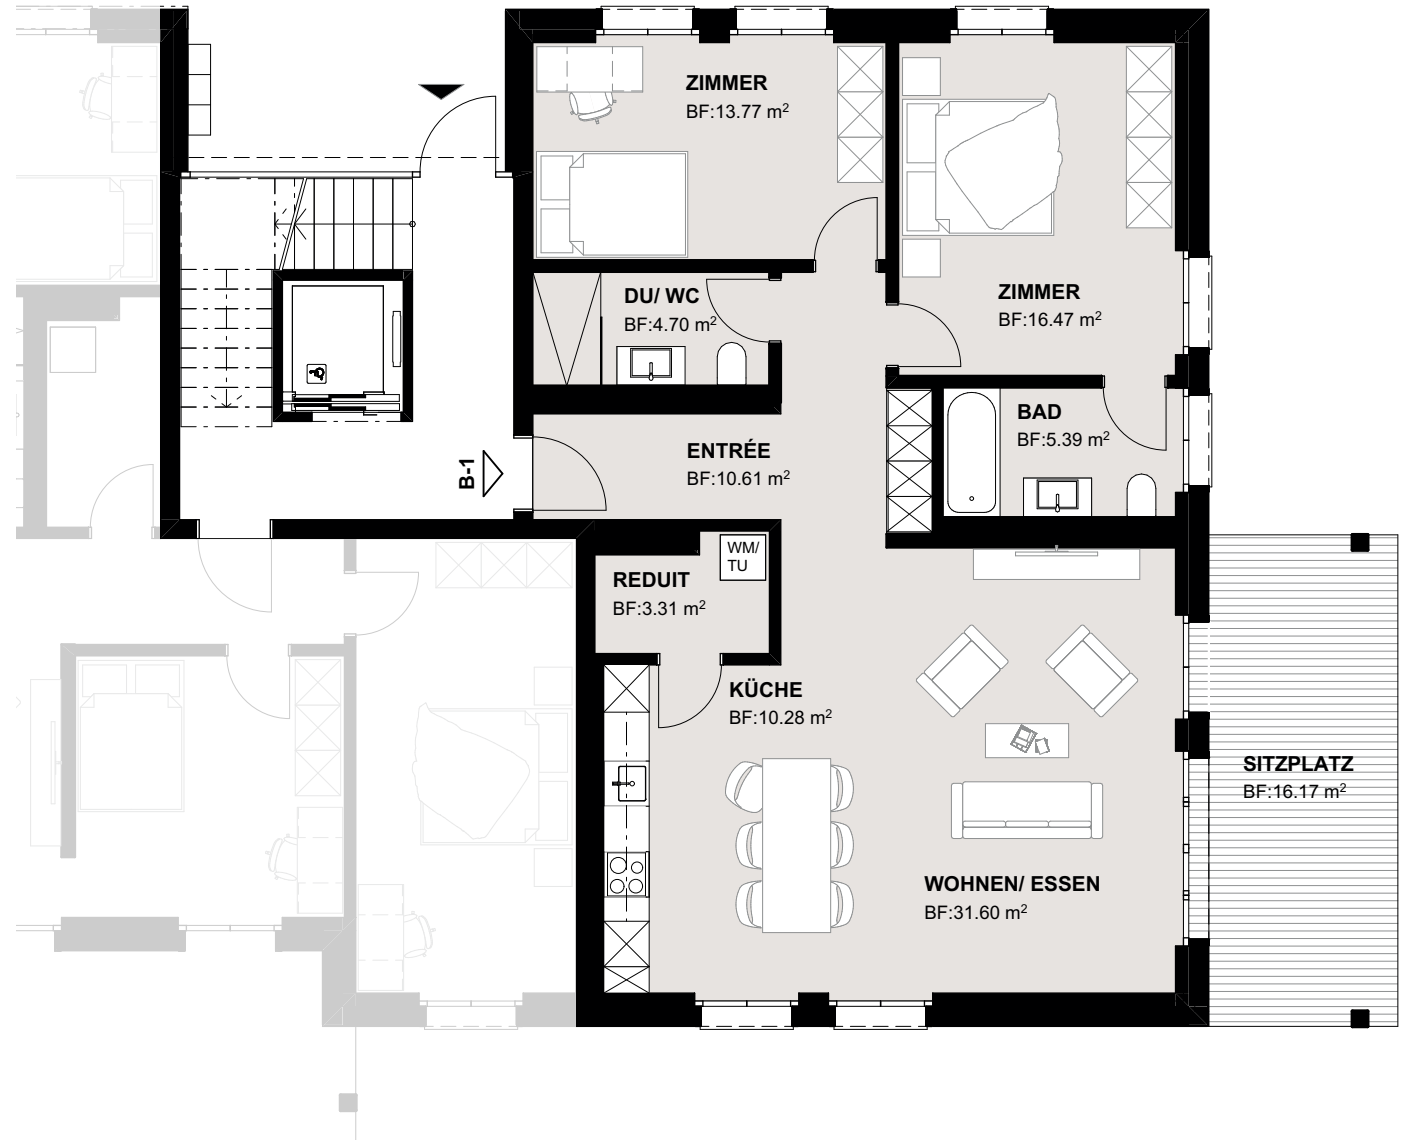 ZIMMER
BF:13.77 m²
ZIMMER
BF:16.47 m²
DU/ WC
BF:4.70 m²
BAD
BF:5.39 m²
ENTRÉE
BF:10.61 m²
B-1
WM/
TU
REDUIT
BF:3.31 m²
KÜCHE
BF:10.28 m²
SITZPLATZ
BF:16.17 m²
WOHNEN/ ESSEN
BF:31.60 m²